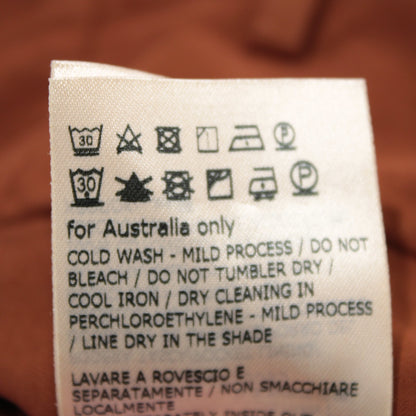 30 P
30 P
for Australia only
COLD WASH - MILD PROCESS / DO NOT
BLEACH / DO NOT TUMBLER DRY /
COOL IRON / DRY CLEANING IN
PERCHLOROETHYLENE - MILD PROCESS
/ LINE DRY IN THE SHADE
LAVARE A ROVESCIO E
SEPARATAMENTE / NON SMACCHIARE
LOCALMENTE